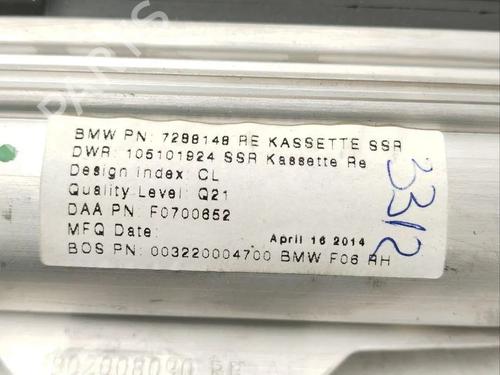 BMW PN: 7288148 RE KASSETTE SSR
DWR: 105101924 SSR Kassette Re
Design Index: CL
Quality Level: Q21
DAA PN: F0700652
MFQ Date: April 16 2014
BOS PN: 003220004700 BMW F06 RH
3312